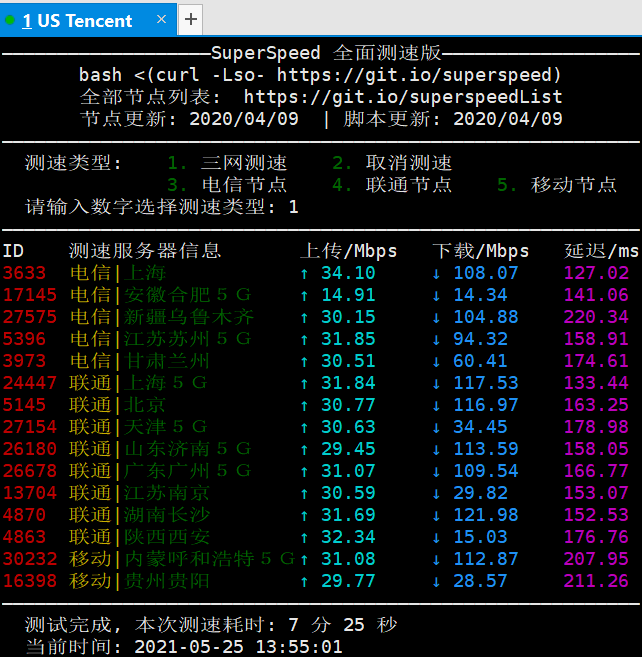 1 US Tencent × +
SuperSpeed 全面测速版
bash <(curl -Lso- https://git.io/superspeed)
全部节点列表: https://git.io/superspeedList
节点更新: 2020/04/09 | 脚本更新: 2020/04/09
测速类型: 1. 三网测速 2. 取消测速
3. 电信节点 4. 联通节点 5. 移动节点
请输入数字选择测速类型: 1
ID 测速服务器信息 上传/Mbps 下载/Mbps 延迟/ms
3633 电信|上海 ↑ 34.10 ↓ 108.07 127.02
17145 电信|安徽合肥5G ↑ 14.91 ↓ 14.34 141.06
27575 电信|新疆乌鲁木齐 ↑ 30.15 ↓ 104.88 220.34
5396 电信|江苏苏州5G ↑ 31.85 ↓ 94.32 158.91
3973 电信|甘肃兰州 ↑ 30.51 ↓ 60.41 174.61
24447 联通|上海5G ↑ 31.84 ↓ 117.53 133.44
5145 联通|北京 ↑ 30.77 ↓ 116.97 163.25
27154 联通|天津5G ↑ 30.63 ↓ 34.45 178.98
26180 联通|山东济南5G ↑ 29.45 ↓ 113.59 158.05
26678 联通|广东广州5G ↑ 31.07 ↓ 109.54 166.77
13704 联通|江苏南京 ↑ 30.59 ↓ 29.82 153.07
4870 联通|湖南长沙 ↑ 31.69 ↓ 121.98 152.53
4863 联通|陕西西安 ↑ 32.34 ↓ 15.03 176.76
30232 移动|内蒙呼和浩特5G ↑ 31.08 ↓ 112.87 207.95
16398 移动|贵州贵阳 ↑ 29.77 ↓ 28.57 211.26
测试完成, 本次测速耗时: 7 分 25 秒
当前时间: 2021-05-25 13:55:01